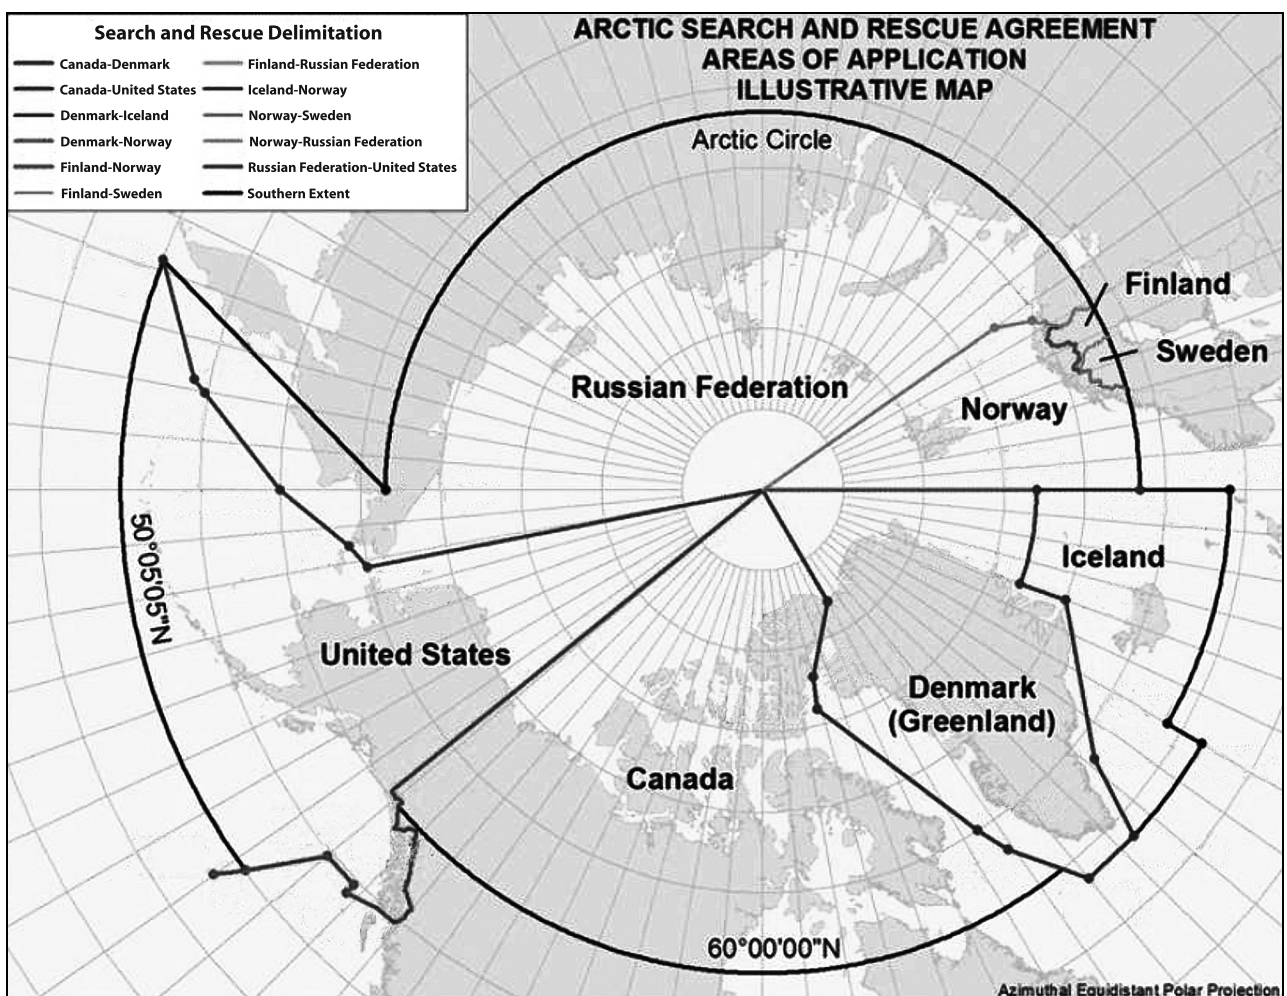 Search and Rescue Delimitation
Canada-Denmark
Canada-United States
Denmark-Iceland
Denmark-Norway
Finland-Norway
Finland-Sweden
Finland-Russian Federation
Iceland-Norway
Norway-Sweden
Norway-Russian Federation
Russian Federation-United States
Southern Extent
ARCTIC SEARCH AND RESCUE AGREEMENT
AREAS OF APPLICATION
ILLUSTRATIVE MAP
Arctic Circle
Finland
Sweden
Russian Federation
Norway
Iceland
50°05'05"N
United States
Denmark
(Greenland)
Canada
60°00'00"N
Azimuthal Equidistant Polar Projection